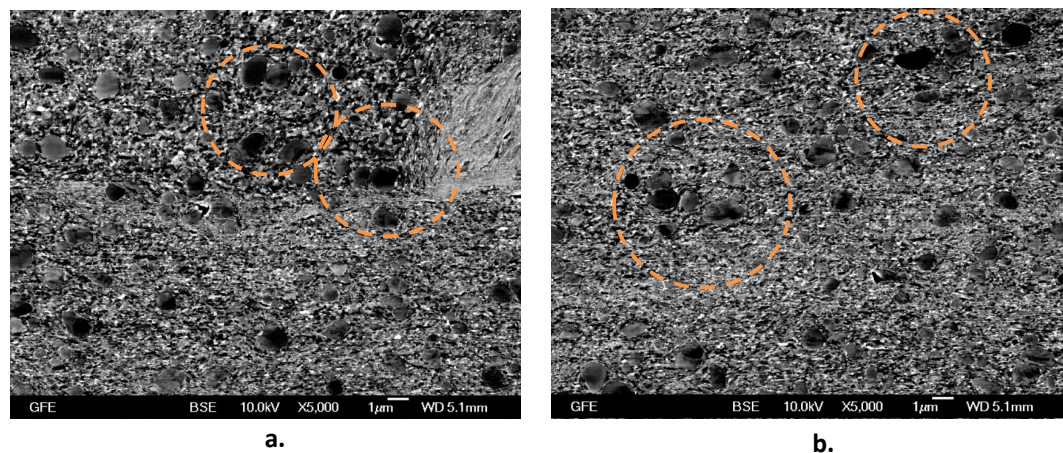 GFE BSE 10.0kV X5,000 1µm WD 5.1mm
GFE BSE 10.0kV X5,000 1µm WD 5.1mm
a.
b.